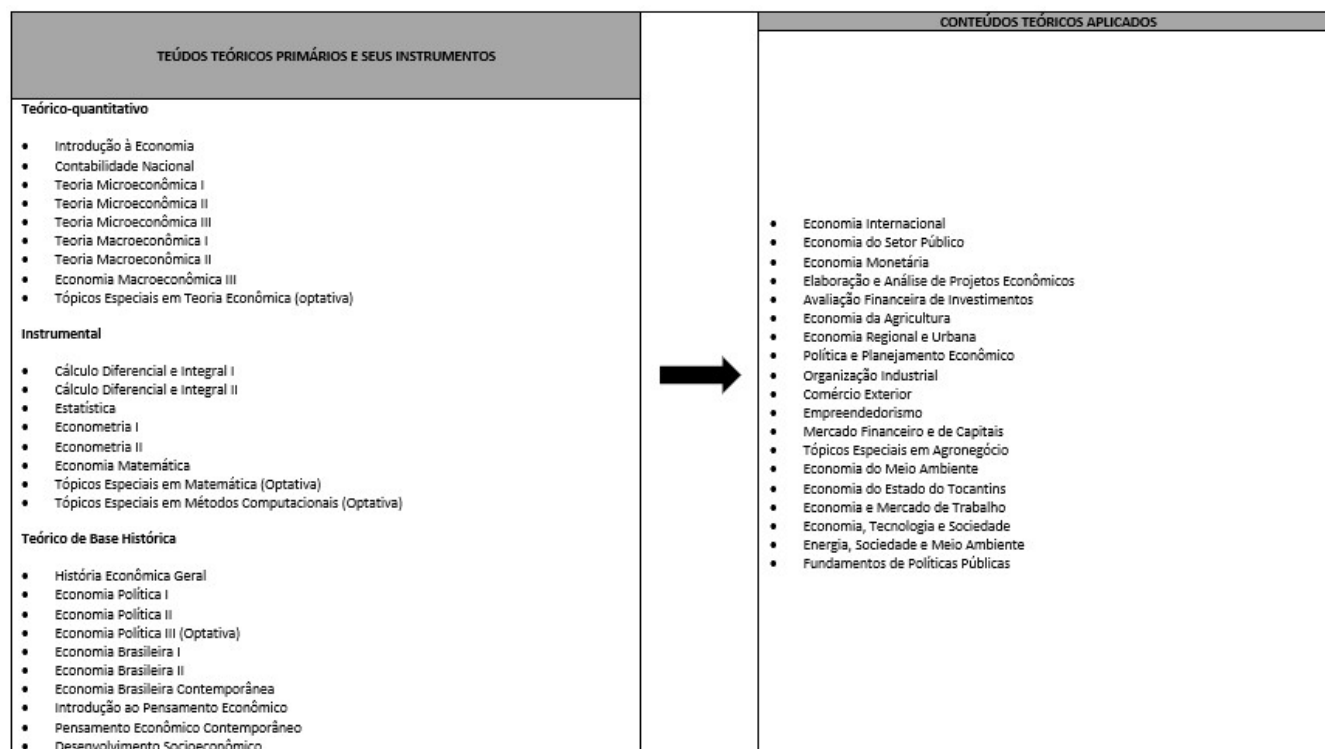 TEÚDOS TEÓRICOS PRIMÁRIOS E SEUS INSTRUMENTOS
Teórico-quantitativo
• Introdução à Economia
• Contabilidade Nacional
• Teoria Microeconômica I
• Teoria Microeconômica II
• Teoria Microeconômica III
• Teoria Macroeconômica I
• Teoria Macroeconômica II
• Economia Macroeconômica III
• Tópicos Especiais em Teoria Econômica (optativa)
Instrumental
• Cálculo Diferencial e Integral I
• Cálculo Diferencial e Integral II
• Estatística
• Econometria I
• Econometria II
• Economia Matemática
• Tópicos Especiais em Matemática (Optativa)
• Tópicos Especiais em Métodos Computacionais (Optativa)
Teórico de Base Histórica
• História Econômica Geral
• Economia Política I
• Economia Política II
• Economia Política III (Optativa)
• Economia Brasileira I
• Economia Brasileira II
• Economia Brasileira Contemporânea
• Introdução ao Pensamento Econômico
• Pensamento Econômico Contemporâneo
• Desenvolvimento Socioeconômico
CONTEÚDOS TEÓRICOS APLICADOS
• Economia Internacional
• Economia do Setor Público
• Economia Monetária
• Elaboração e Análise de Projetos Econômicos
• Avaliação Financeira de Investimentos
• Economia da Agricultura
• Economia Regional e Urbana
• Política e Planejamento Econômico
• Organização Industrial
• Comércio Exterior
• Empreendedorismo
• Mercado Financeiro e de Capitais
• Tópicos Especiais em Agronegócio
• Economia do Meio Ambiente
• Economia do Estado do Tocantins
• Economia e Mercado de Trabalho
• Economia, Tecnologia e Sociedade
• Energia, Sociedade e Meio Ambiente
• Fundamentos de Políticas Públicas